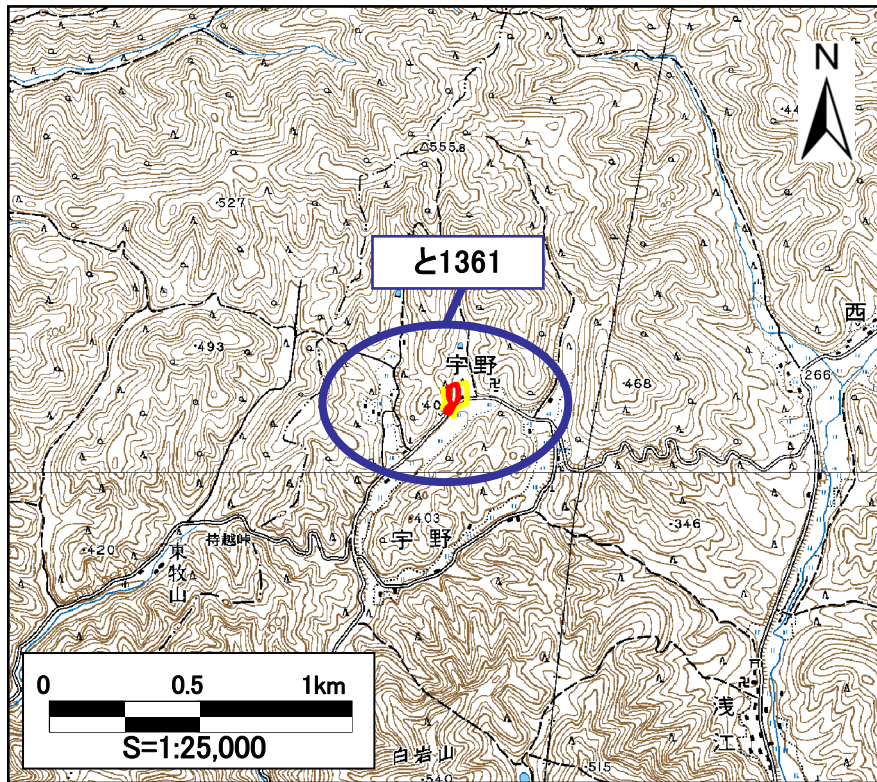 N
・555.8
・527
と1361
西
・493
宇野
266
・468
・403
宇野
・346
・420
東牧山
持越峠
浅江
0 0.5 1km
S=1:25,000
白岩山
・515
・540